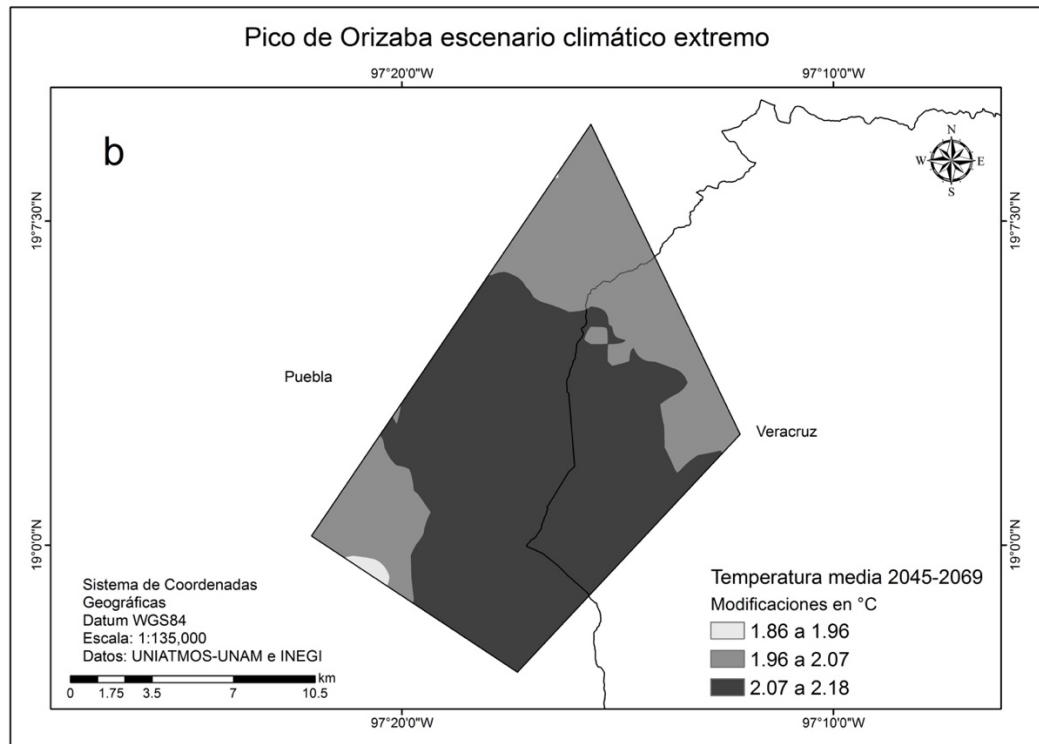 Pico de Orizaba escenario climático extremo
97°20'0"W
97°10'0"W
b
N
W
E
S
19°7'30"N
19°7'30"N
Puebla
Veracruz
19°0'0"N
19°0'0"N
Sistema de Coordenadas
Geográficas
Datum WGS84
Escala: 1:135,000
Datos: UNIATMOS-UNAM e INEGI
km
0 1.75 3.5 7 10.5
Temperatura media 2045-2069
Modificaciones en °C
1.86 a 1.96
1.96 a 2.07
2.07 a 2.18
97°20'0"W
97°10'0"W